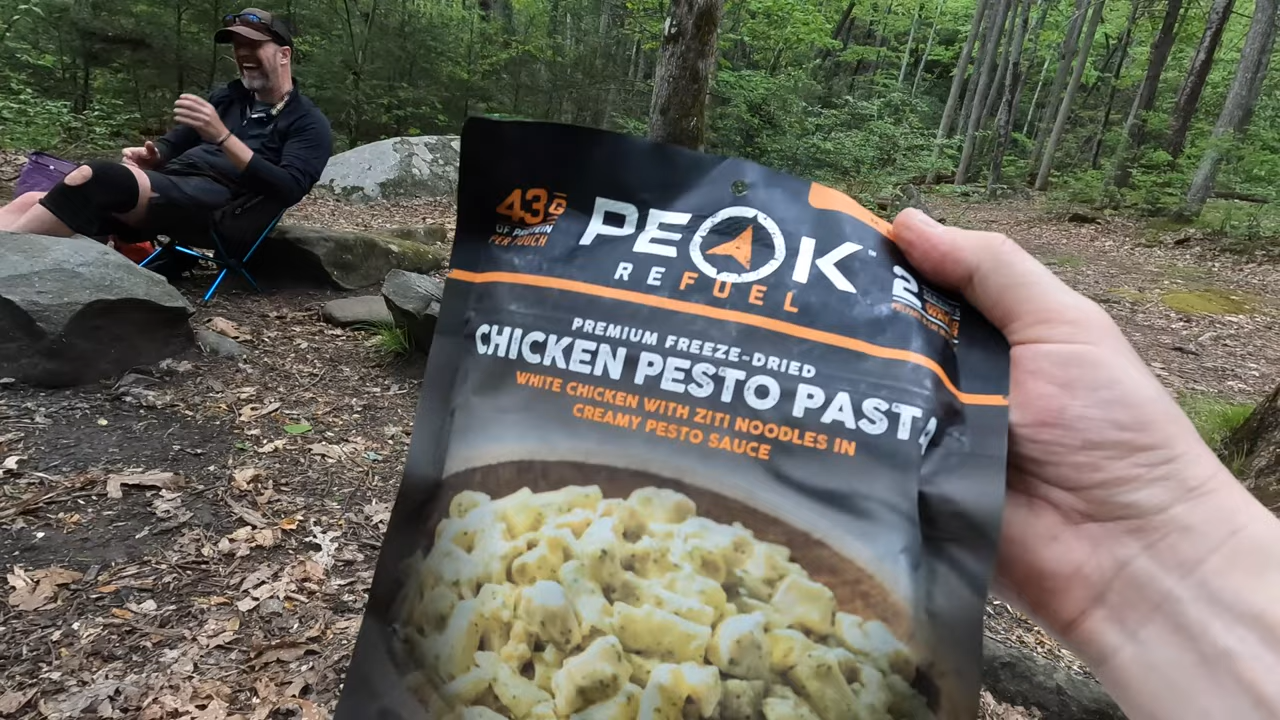 43G
OF PROTEIN
PER POUCH
PEAK
REFUEL
2
PREMIUM FREEZE-DRIED
CHICKEN PESTO PASTA
WHITE CHICKEN WITH ZITI NOODLES IN
CREAMY PESTO SAUCE